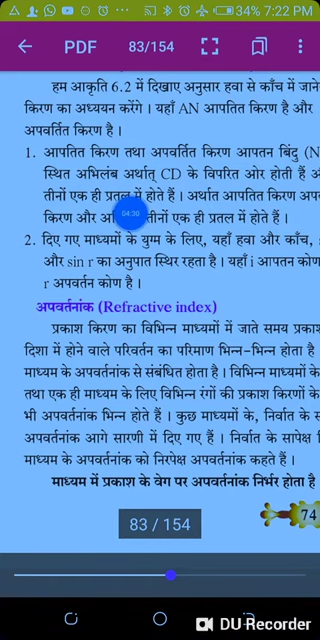 34% 7:22 PM
PDF 83/154
हम आकृति 6.2 में दिखाए अनुसार हवा से काँच में जाने
किरण का अध्ययन करेंगे । यहाँ AN आपतित किरण है और
अपवर्तित किरण है ।
1. आपतित किरण तथा अपवर्तित किरण आपतन बिंदु (N
स्थित अभिलंब अर्थात् CD के विपरित ओर होती हैं
तीनों एक ही प्रतल में होते हैं । अर्थात आपतित किरण
किरण और तीनों एक ही प्रतल में होते हैं ।
04:30
2. दिए गए माध्यमों के युग्म के लिए, यहाँ हवा और काँच,
और sin r का अनुपात स्थिर रहता है । यहाँ i आपतन कोण
r अपवर्तन कोण है ।
अपवर्तनांक (Refractive index)
प्रकाश किरण का विभिन्न माध्यमों में जाते समय
दिशा में होने वाले परिवर्तन का परिमाण भिन्न-भिन्न होता है
माध्यम के अपवर्तनांक से संबंधित होता है । विभिन्न माध्यमों के
तथा एक ही माध्यम के लिए विभिन्न रंगों की प्रकाश किरणों के
भी अपवर्तनांक भिन्न होते हैं । कुछ माध्यमों के, निर्वात के
अपवर्तनांक आगे सारणी में दिए गए हैं । निर्वात के सापेक्ष
माध्यम के अपवर्तनांक को निरपेक्ष अपवर्तनांक कहते हैं ।
माध्यम में प्रकाश के वेग पर अपवर्तनांक निर्भर होता है
83 / 154
74
DU Recorder